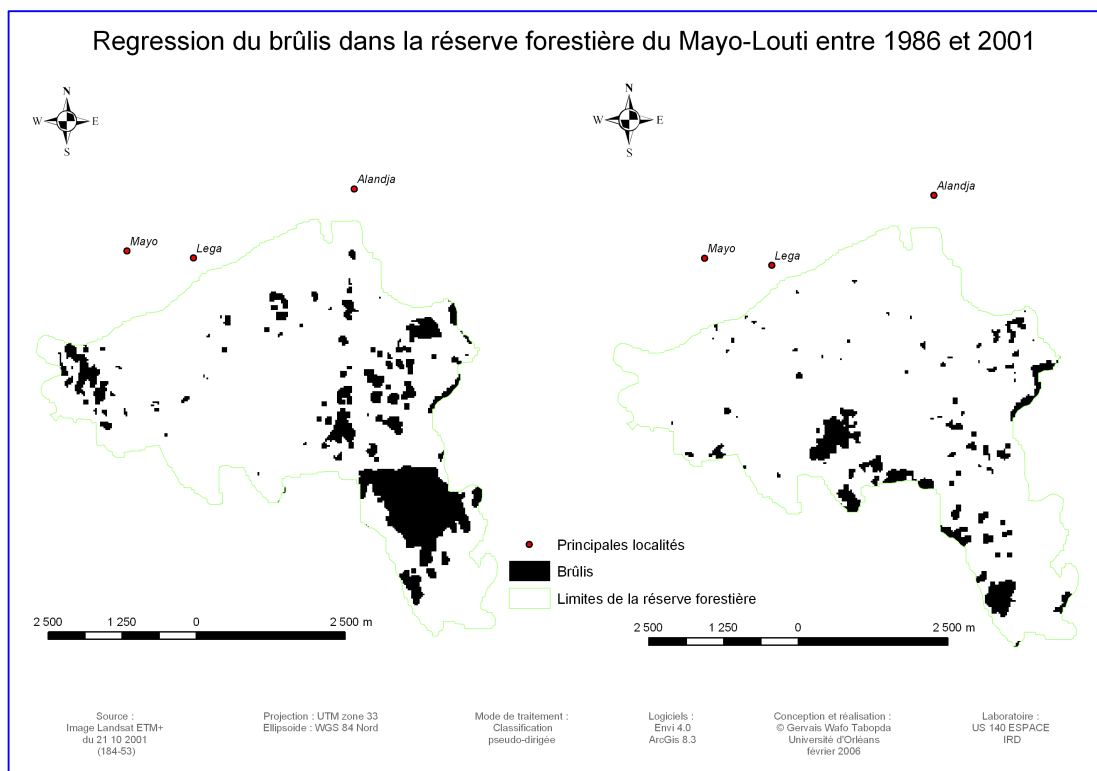 Regression du brûlis dans la réserve forestière du Mayo-Louti entre 1986 et 2001
N
W E
S
N
W E
S
Alandja
Mayo
Lega
Alandja
Mayo
Lega
Principales localités
Brûlis
Limites de la réserve forestière
2 500 1 250 0 2 500 m
2 500 1 250 0 2 500 m
Source :
Image Landsat ETM+
du 21 10 2001
(184-53)
Projection : UTM zone 33
Ellipsoide : WGS 84 Nord
Mode de traitement :
Classification
pseudo-dirigée
Logiciels :
Envi 4.0
ArcGis 8.3
Conception et réalisation :
© Gervais Wafo Tabopda
Université d'Orléans
février 2006
Laboratoire :
US 140 ESPACE
IRD